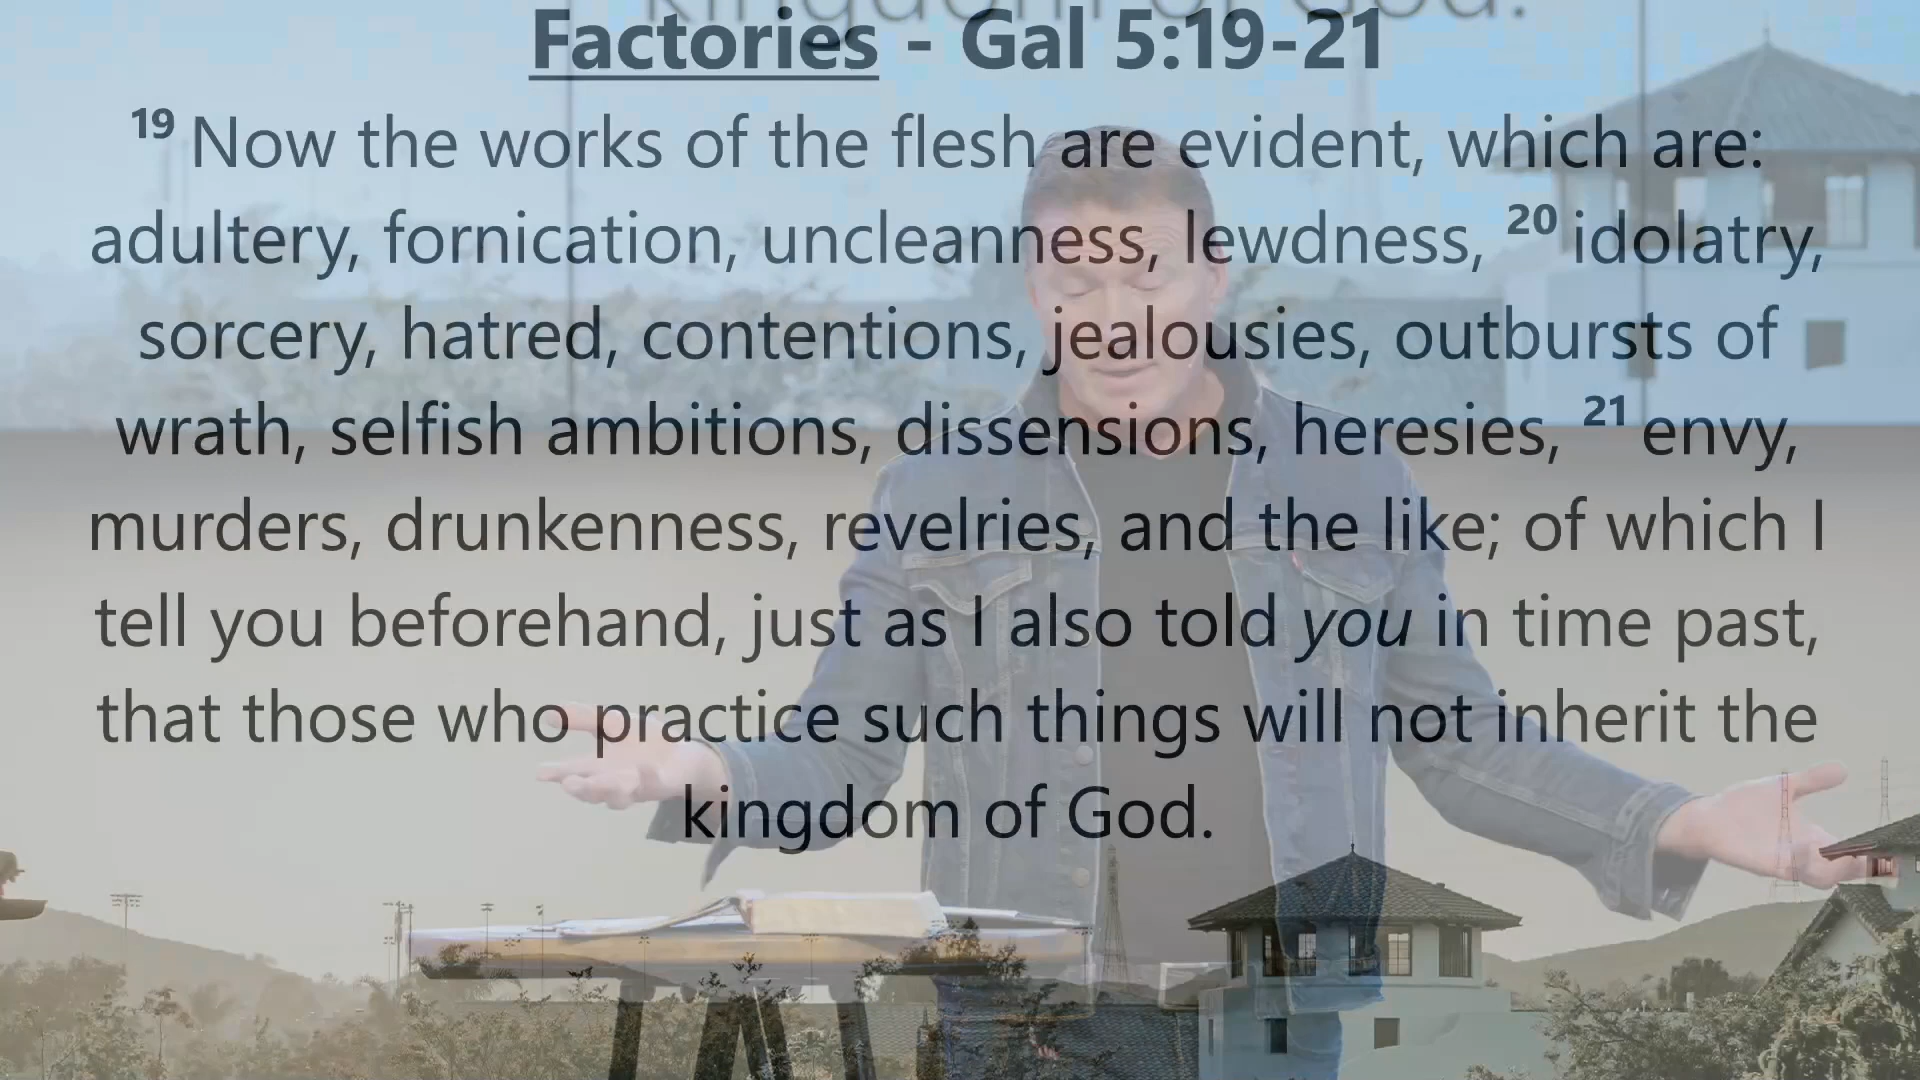 kingdom of God.
Factories - Gal 5:19-21
19 Now the works of the flesh are evident, which are:
adultery, fornication, uncleanness, lewdness, 20 idolatry,
sorcery, hatred, contentions, jealousies, outbursts of
wrath, selfish ambitions, dissensions, heresies, 21 envy,
murders, drunkenness, revelries, and the like; of which I
tell you beforehand, just as I also told you in time past,
that those who practice such things will not inherit the
kingdom of God.